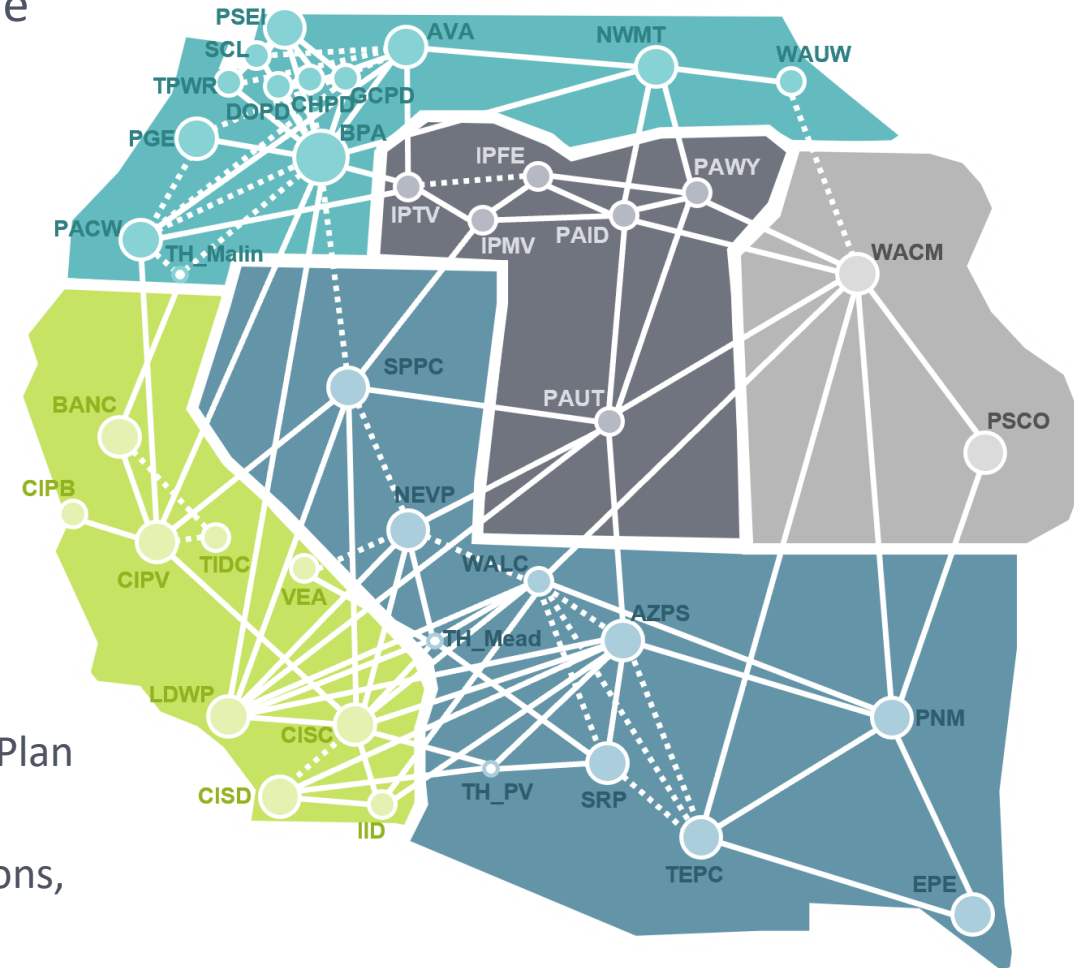 e
PSEI
AVA
SCL
NWMT
WAUW
TPWR
DOPD
CHPD
GCPD
PGE
BPA
IPFE
PAWY
IPTV
IPMV
PAID
PACW
TH_Malin
WACM
SPPC
PAUT
BANC
PSCO
CIPB
NEVP
TIDC
CIPV
VEA
WALC
AZPS
TH_Mead
LDWP
CISC
PNM
Plan
CISD
TH_PV
SRP
IID
TEPC
ons,
EPE